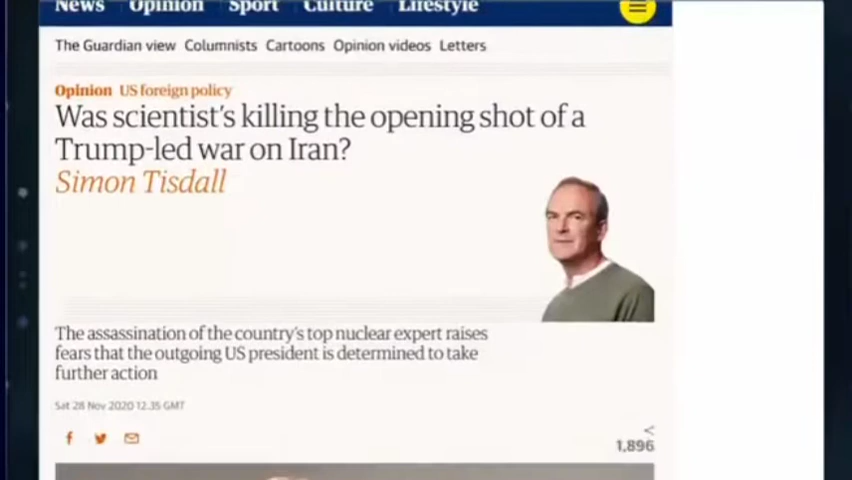 News Opinion Sport Culture Lifestyle
The Guardian view Columnists Cartoons Opinion videos Letters
Opinion US foreign policy
Was scientist's killing the opening shot of a
Trump-led war on Iran?
Simon Tisdall
The assassination of the country's top nuclear expert raises
fears that the outgoing US president is determined to take
further action
Sat 28 Nov 2020 12.35 GMT
1,896